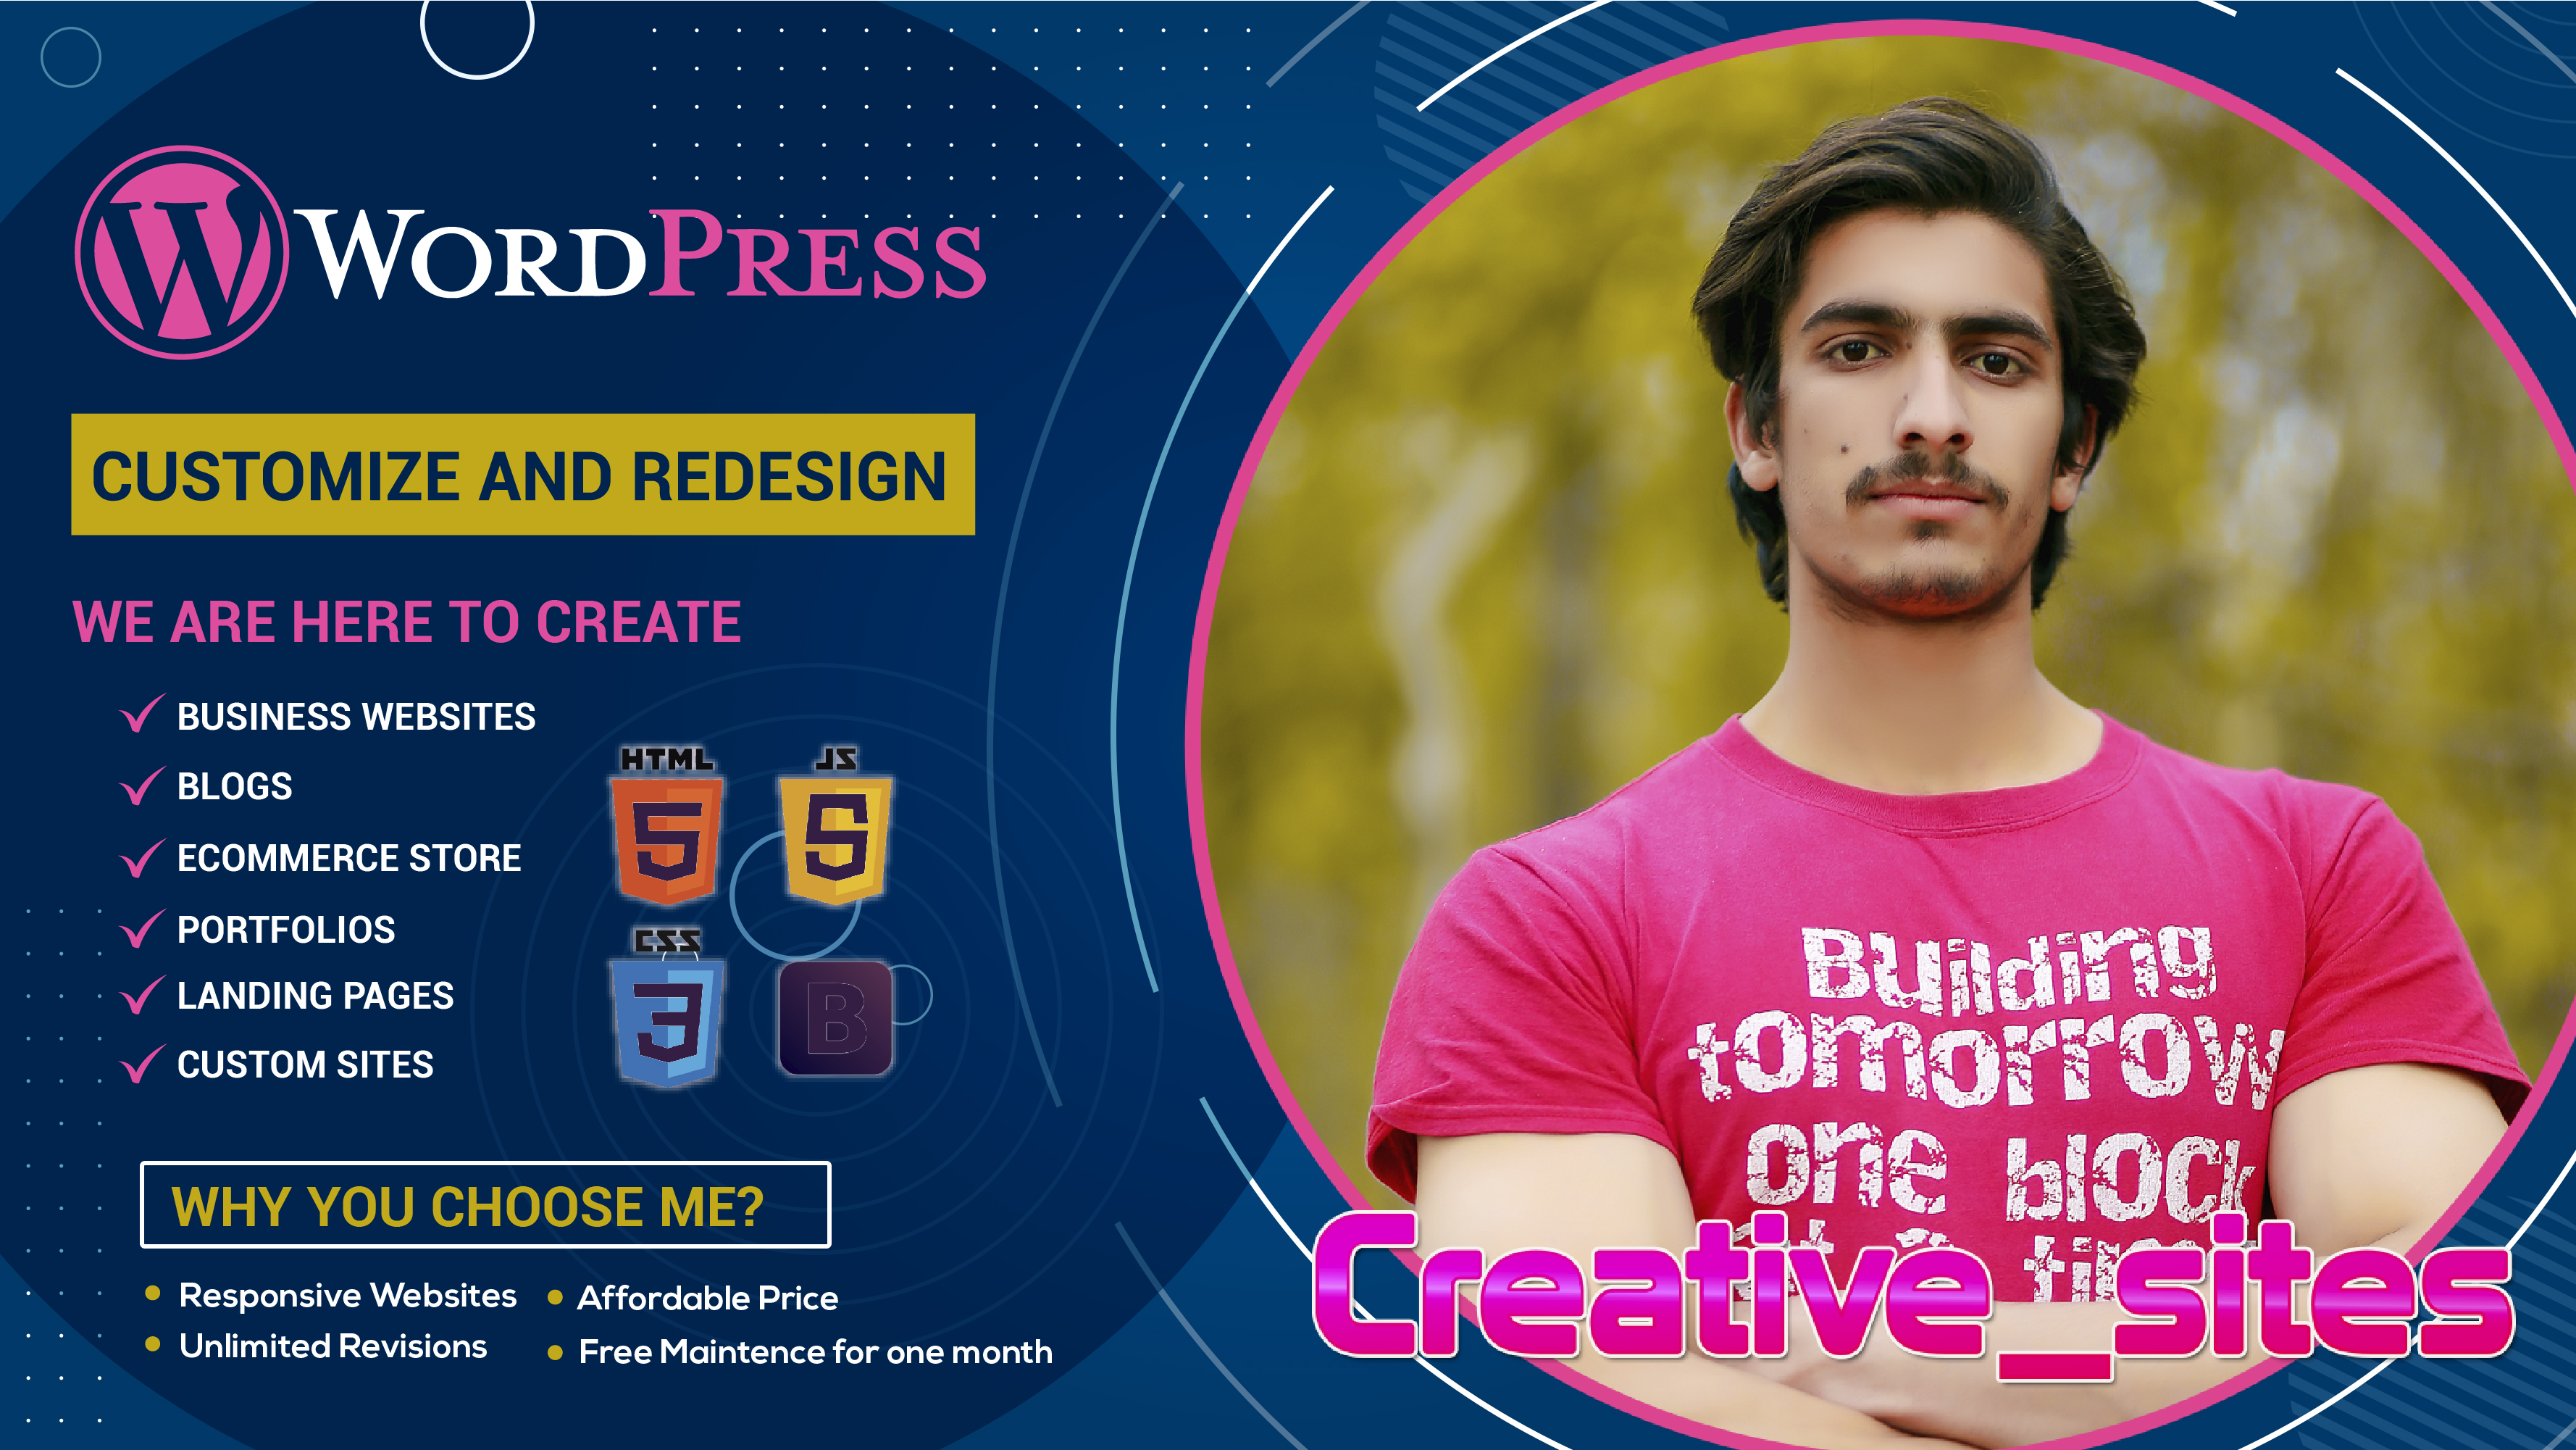 WORDPRESS
CUSTOMIZE AND REDESIGN
WE ARE HERE TO CREATE
BUSINESS WEBSITES
BLOGS
ECOMMERCE STORE
PORTFOLIOS
LANDING PAGES
CUSTOM SITES
HTML
5
JS
5
CSS
3
B
WHY YOU CHOOSE ME?
Responsive Websites
Unlimited Revisions
Affordable Price
Free Maintence for one month
Building
tomorrow
one block
Creative_sites